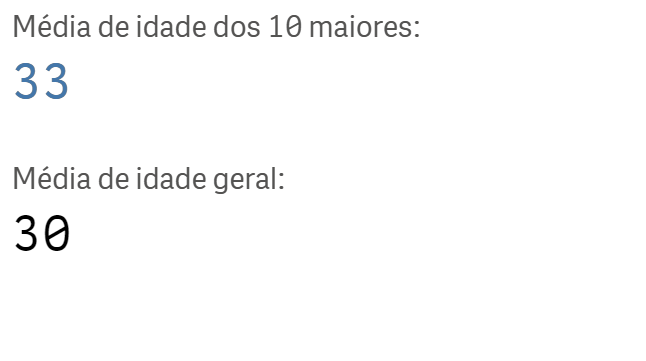 Média de idade dos 10 maiores:
33
Média de idade geral:
30